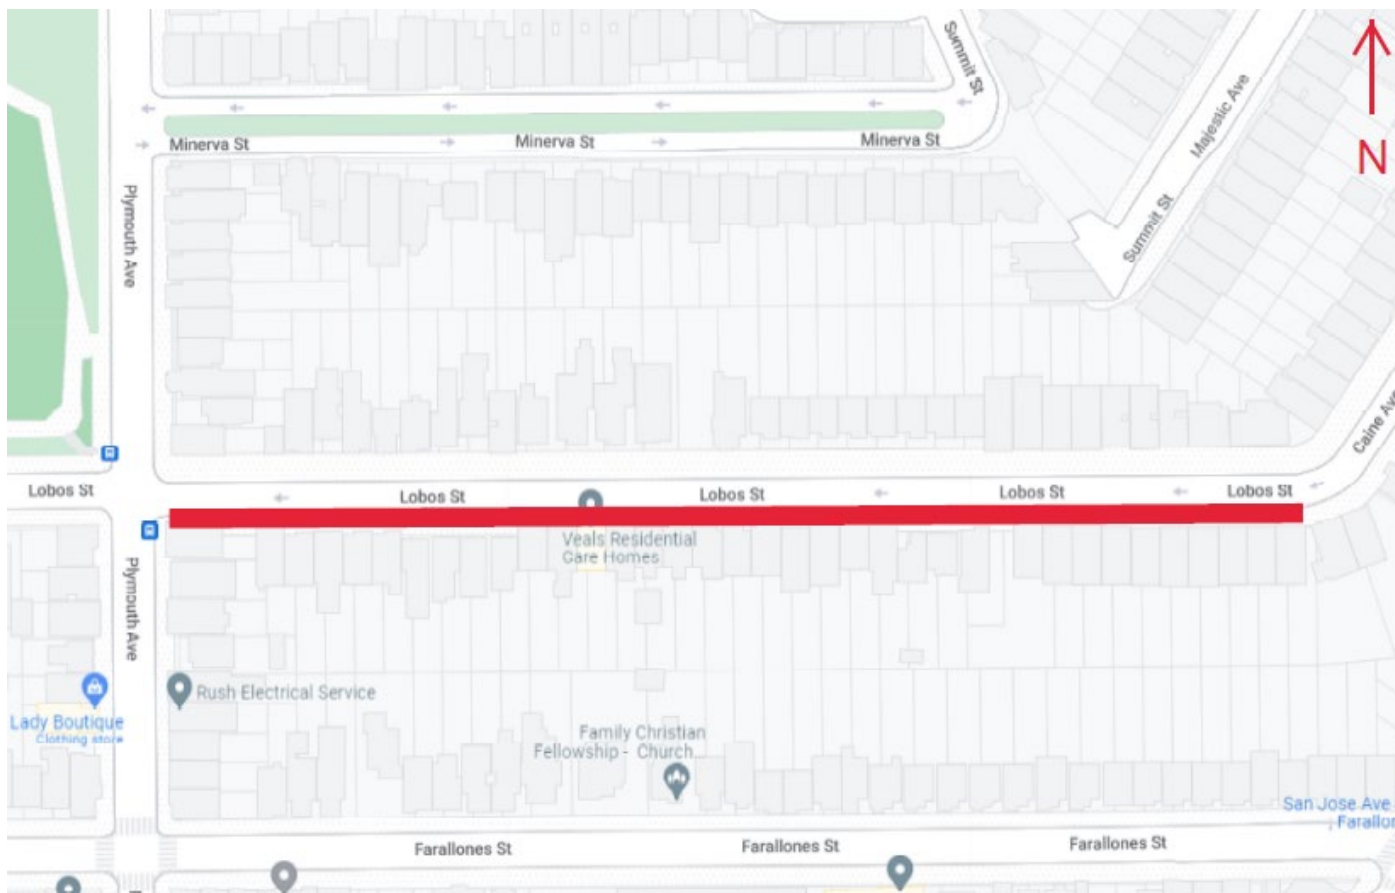 Summit St
Majestic Ave
N
Minerva St
Minerva St
Minerva St
Plymouth Ave
Summit St
Caine Ave
Lobos St
Lobos St
Lobos St
Lobos St
Lobos St
Veals Residential
Care Homes
Plymouth Ave
Rush Electrical Service
Lady Boutique
Clothing store
Family Christian
Fellowship - Church...
San Jose Ave
, Farallon
Farallones St
Farallones St
Farallones St